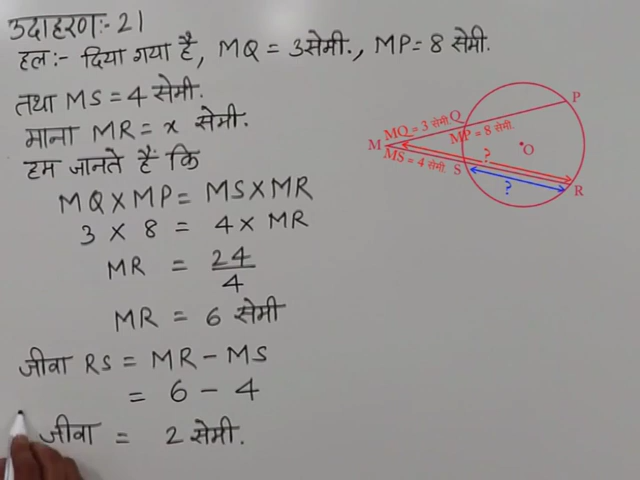 उदाहरण:- 21
हल:- दिया गया है, MQ = 3सेमी., MP = 8 सेमी.
तथा MS = 4 सेमी.
माना MR = x सेमी.
हम जानते हैं कि
MQ X MP = MS X MR
3 X 8 = 4 X MR
MR = 24/4
MR = 6 सेमी
जीवा RS = MR - MS
= 6 - 4
जीवा = 2 सेमी.
P
Q
MQ = 3 सेमी.
MP = 8 सेमी.
M
O
MS = 4 सेमी.
?
S
?
R